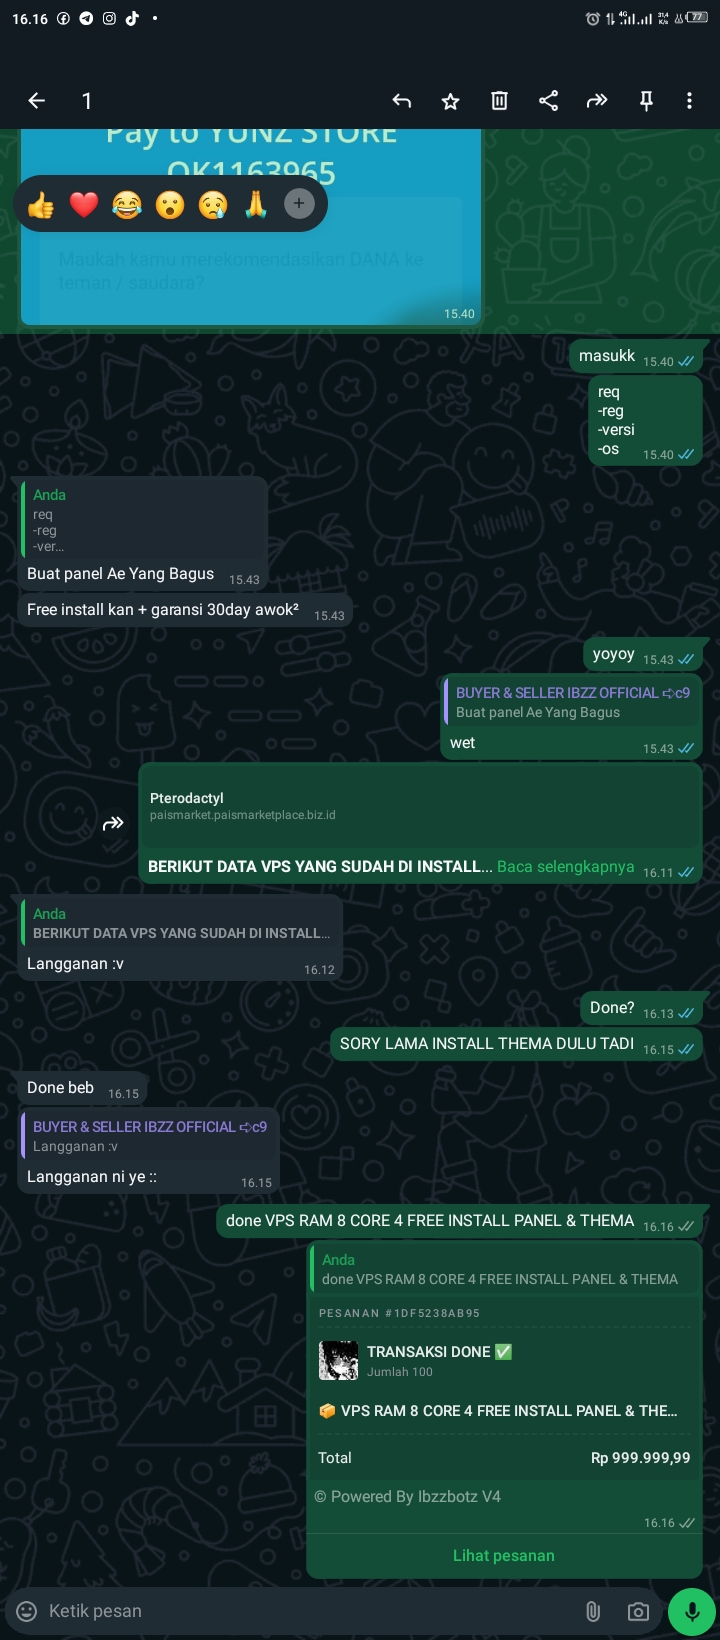 16.16
4G
31,4
K/s
77
1
Pay to YUNZ STORE
OK1163965
Maukah kamu merekomendasikan DANA ke
teman / saudara?
15.40
masukk 15.40
req
-reg
-versi
-os 15.40
Anda
req
-reg
-ver...
Buat panel Ae Yang Bagus 15.43
Free install kan + garansi 30day awok² 15.43
yoyoy 15.43
BUYER & SELLER IBZZ OFFICIAL ➪c9
Buat panel Ae Yang Bagus
wet 15.43
Pterodactyl
paismarket.paismarketplace.biz.id
BERIKUT DATA VPS YANG SUDAH DI INSTALL... Baca selengkapnya 16.11
Anda
BERIKUT DATA VPS YANG SUDAH DI INSTALL...
Langganan :v 16.12
Done? 16.13
SORY LAMA INSTALL THEMA DULU TADI 16.15
Done beb 16.15
BUYER & SELLER IBZZ OFFICIAL ➪c9
Langganan :v
Langganan ni ye :: 16.15
done VPS RAM 8 CORE 4 FREE INSTALL PANEL & THEMA 16.16
Anda
done VPS RAM 8 CORE 4 FREE INSTALL PANEL & THEMA
PESANAN #1DF5238AB95
TRANSAKSI DONE ✅
Jumlah 100
📦 VPS RAM 8 CORE 4 FREE INSTALL PANEL & THE...
Total Rp 999.999,99
© Powered By Ibzzbotz V4
16.16
Lihat pesanan
Ketik pesan